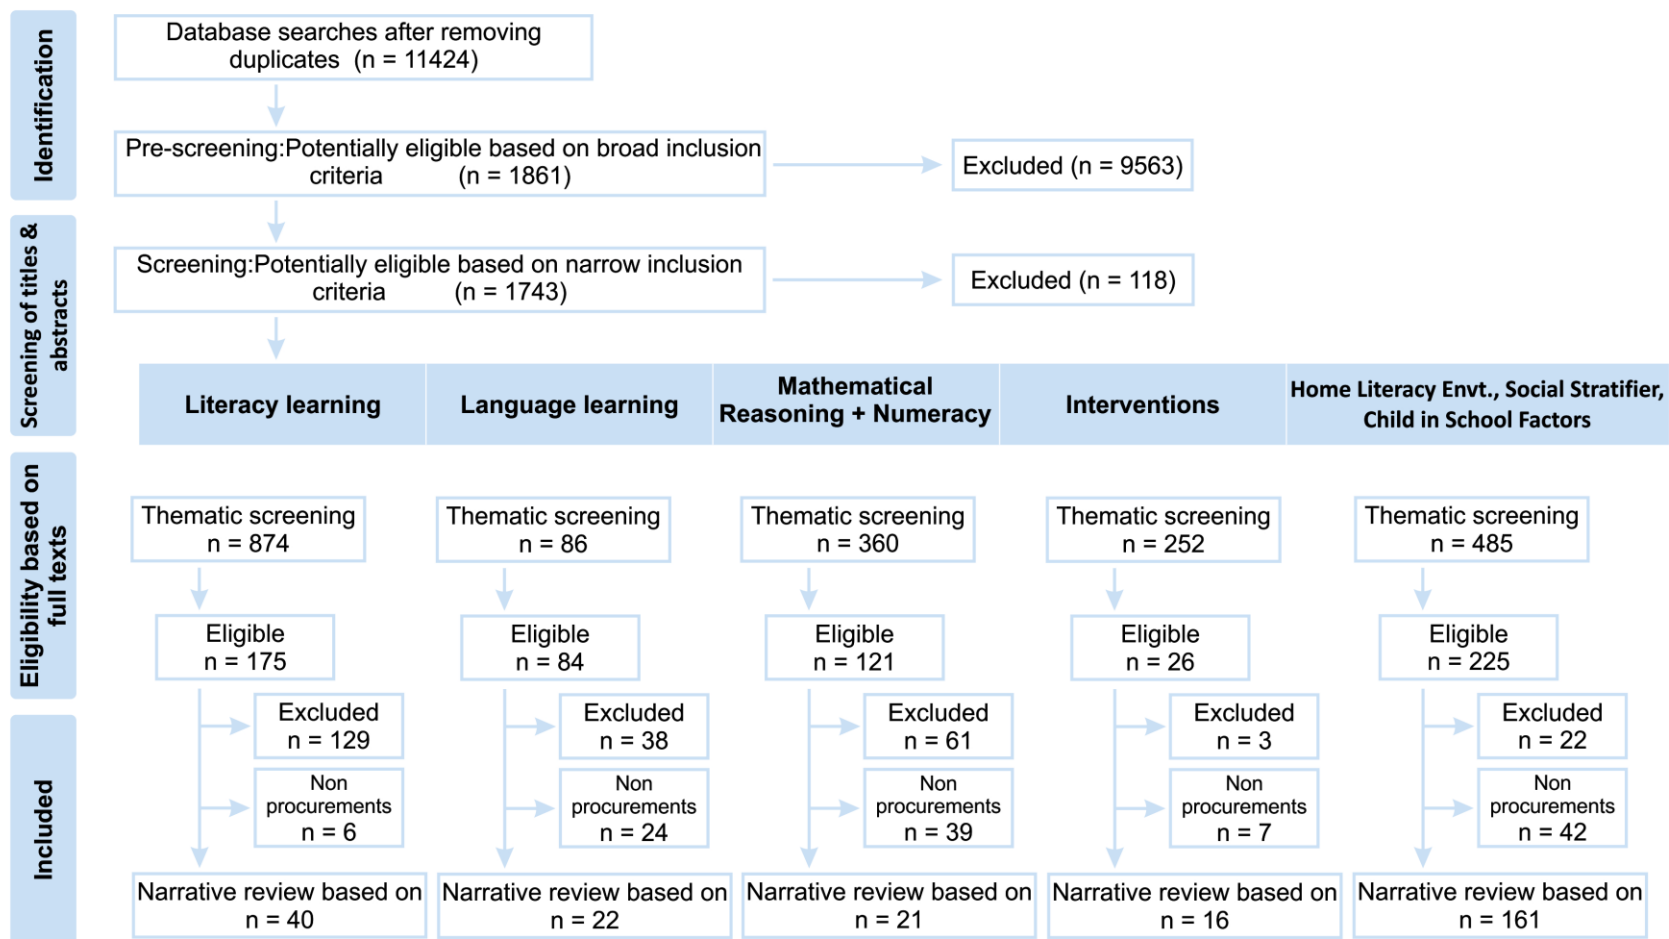 Identification
Database searches after removing
duplicates (n = 11424)
Pre-screening:Potentially eligible based on broad inclusion
criteria (n = 1861)
Excluded (n = 9563)
Screening of titles &
abstracts
Screening:Potentially eligible based on narrow inclusion
criteria (n = 1743)
Excluded (n = 118)
Literacy learning
Language learning
Mathematical
Reasoning + Numeracy
Interventions
Home Literacy Envt., Social Stratifier,
Child in School Factors
Eligibility based on
full texts
Thematic screening
n = 874
Thematic screening
n = 86
Thematic screening
n = 360
Thematic screening
n = 252
Thematic screening
n = 485
Eligible
n = 175
Eligible
n = 84
Eligible
n = 121
Eligible
n = 26
Eligible
n = 225
Included
Excluded
n = 129
Excluded
n = 38
Excluded
n = 61
Excluded
n = 3
Excluded
n = 22
Non
procurements
n = 6
Non
procurements
n = 24
Non
procurements
n = 39
Non
procurements
n = 7
Non
procurements
n = 42
Narrative review based on
n = 40
Narrative review based on
n = 22
Narrative review based on
n = 21
Narrative review based on
n = 16
Narrative review based on
n = 161